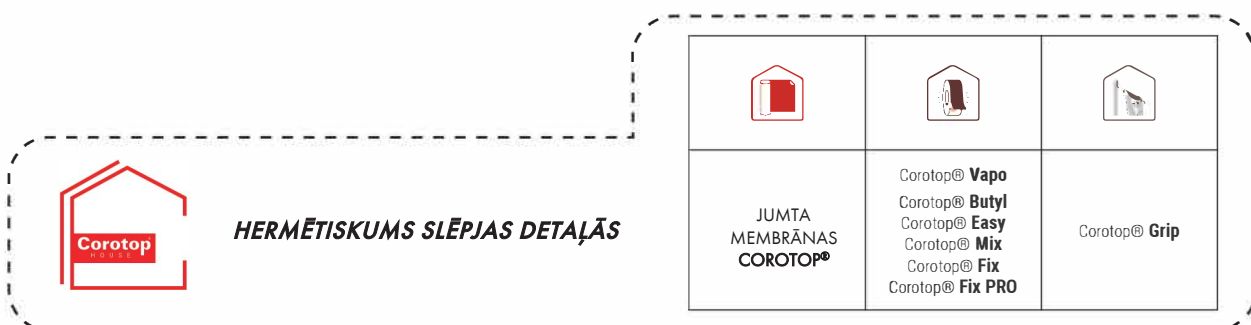 Corotop
HOUSE
HERMĒTISKUMS SLĒPJAS DETAĻĀS
JUMTA
MEMBRĀNAS
COROTOP®
Corotop® Vapo
Corotop® Butyl
Corotop® Easy
Corotop® Mix
Corotop® Fix
Corotop® Fix PRO
Corotop® Grip